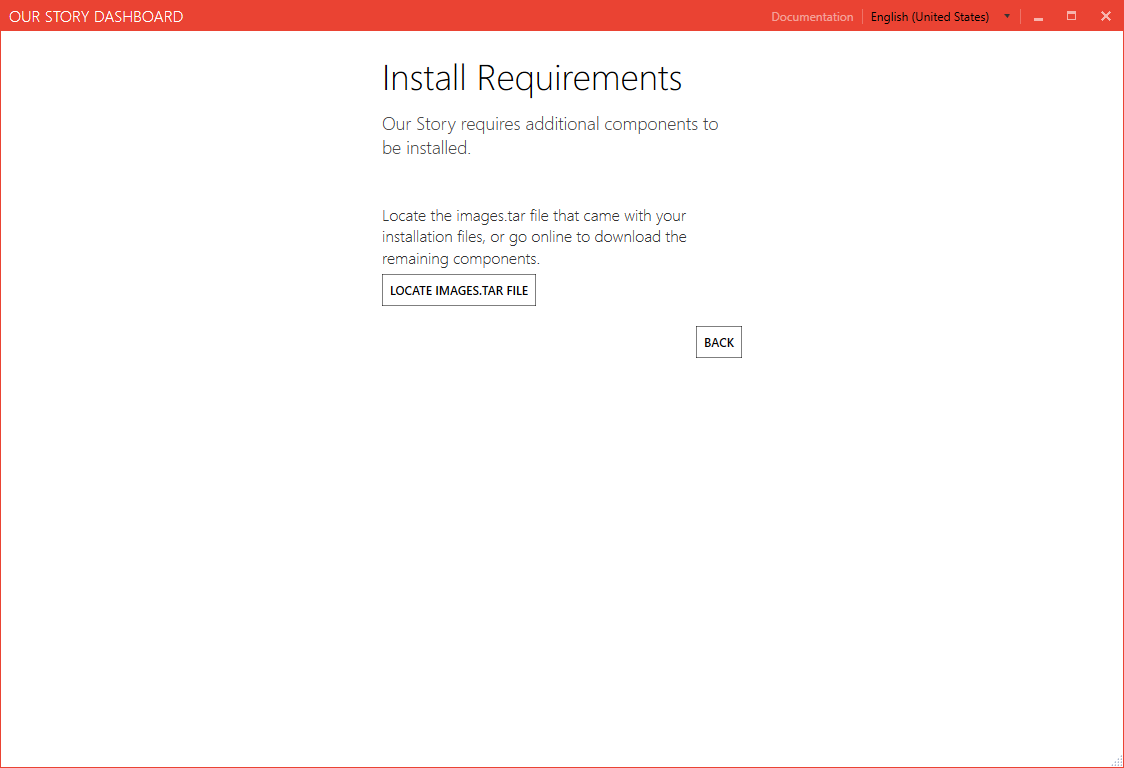 OUR STORY DASHBOARD
Documentation
English (United States)
Install Requirements
Our Story requires additional components to
be installed.
Locate the images.tar file that came with your
installation files, or go online to download the
remaining components.
LOCATE IMAGES.TAR FILE
BACK